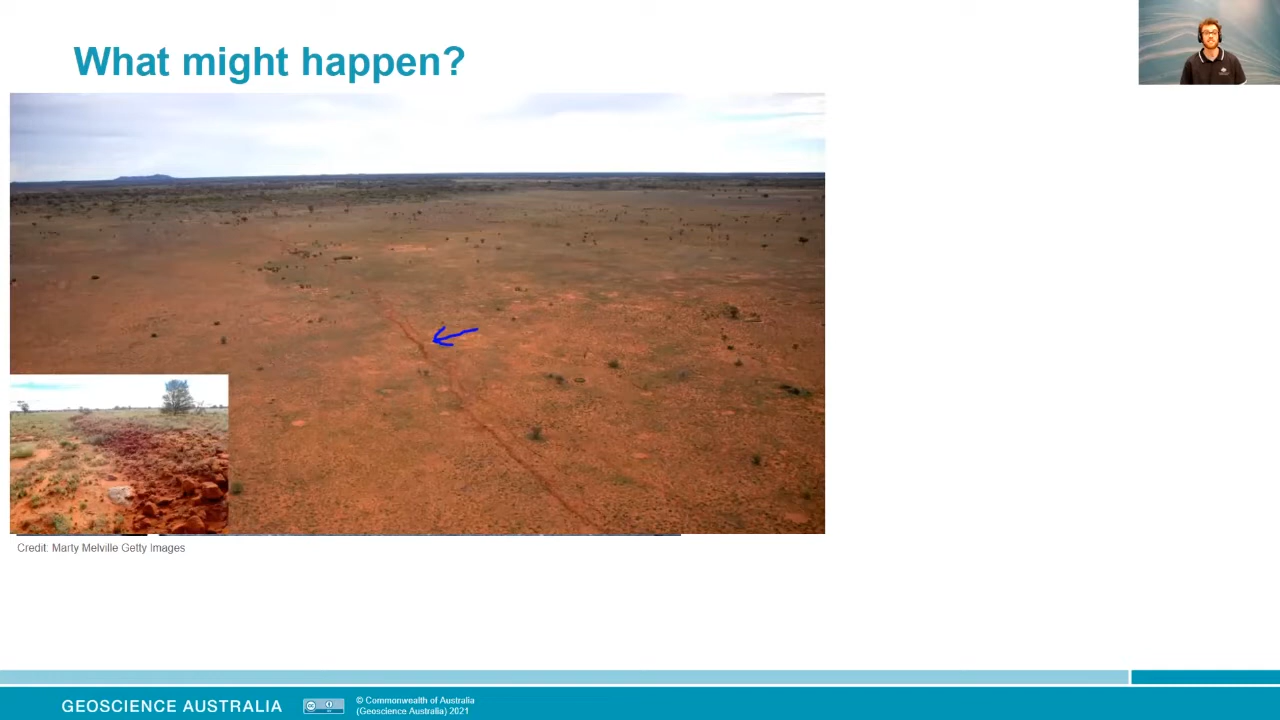 What might happen?
Credit: Marty Melville Getty Images
GEOSCIENCE AUSTRALIA
© Commonwealth of Australia
(Geoscience Australia) 2021